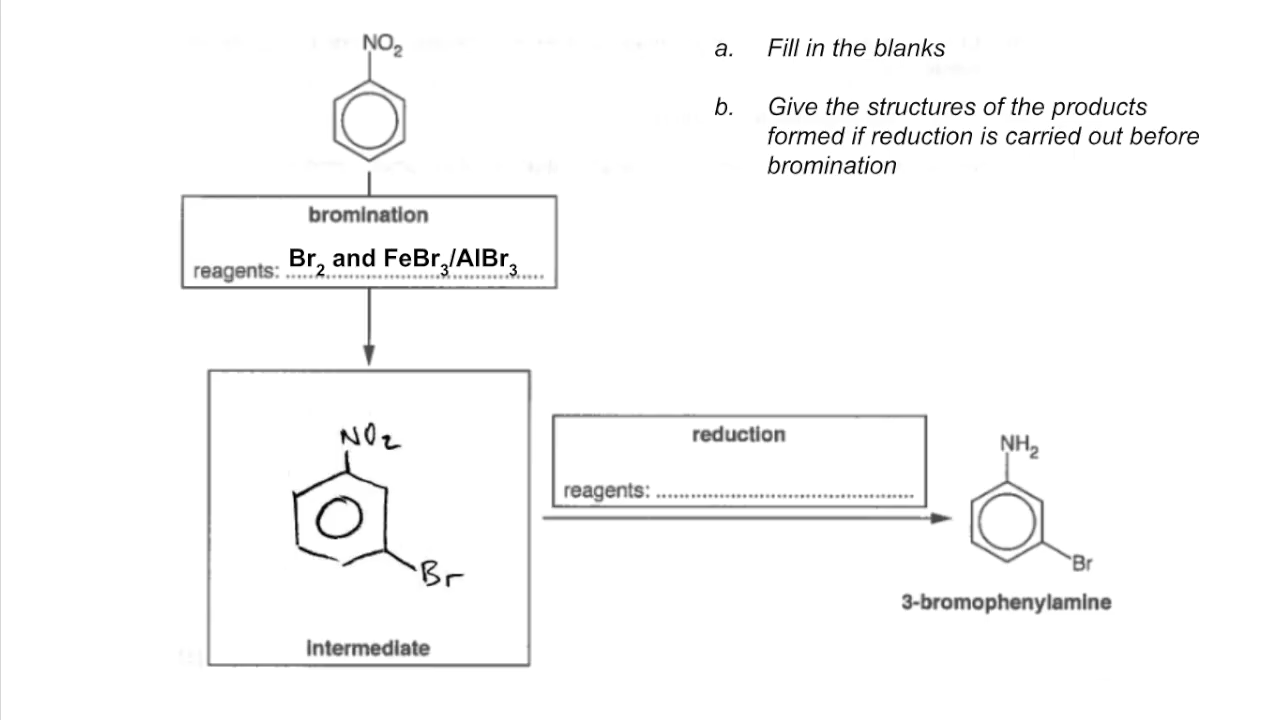 NO₂
a. Fill in the blanks
b. Give the structures of the products
formed if reduction is carried out before
bromination
bromination
reagents: Br₂ and FeBr₃/AlBr₃
NO₂
Br
Intermediate
reduction
reagents: ..........................................
NH₂
Br
3-bromophenylamine